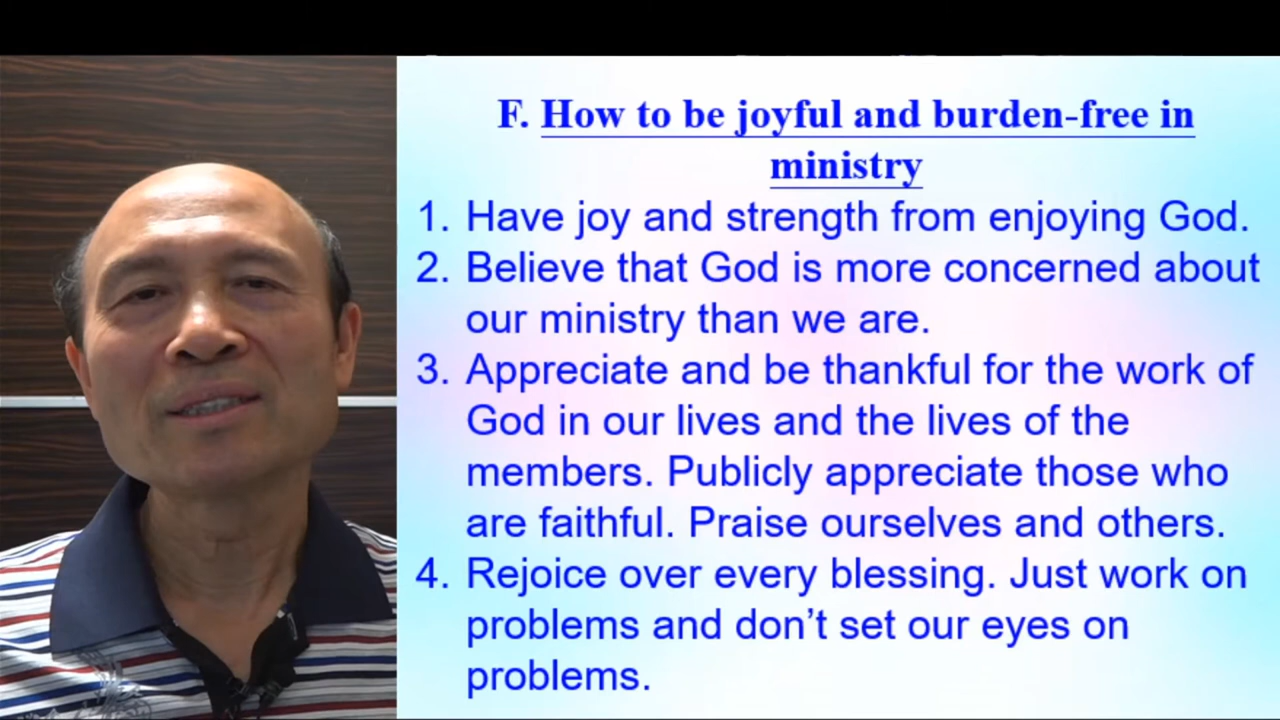 F. How to be joyful and burden-free in
ministry
1. Have joy and strength from enjoying God.
2. Believe that God is more concerned about
our ministry than we are.
3. Appreciate and be thankful for the work of
God in our lives and the lives of the
members. Publicly appreciate those who
are faithful. Praise ourselves and others.
4. Rejoice over every blessing. Just work on
problems and don’t set our eyes on
problems.